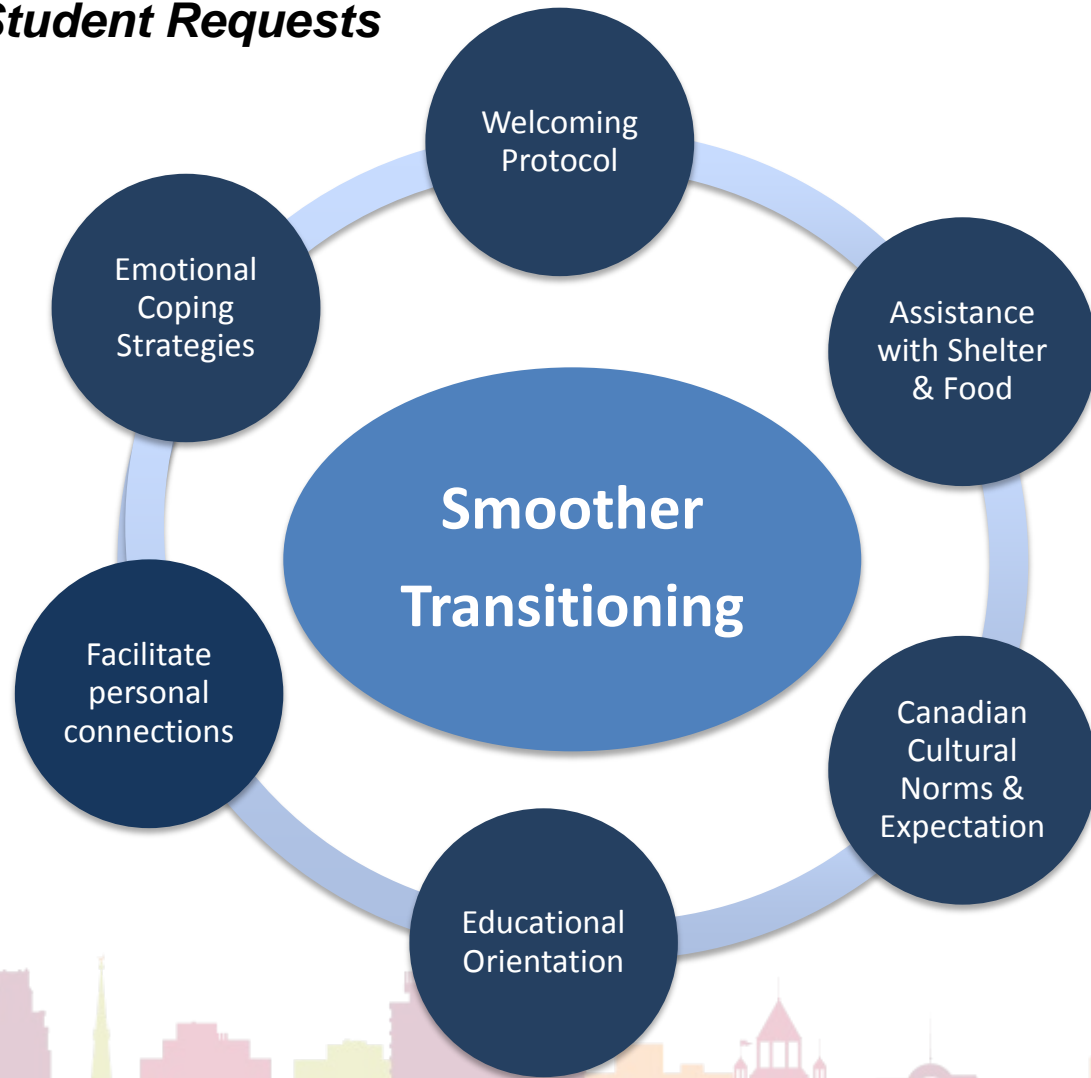 Student Requests
Welcoming
Protocol
Assistance
with Shelter
& Food
Canadian
Cultural
Norms &
Expectation
Educational
Orientation
Facilitate
personal
connections
Emotional
Coping
Strategies
Smoother
Transitioning